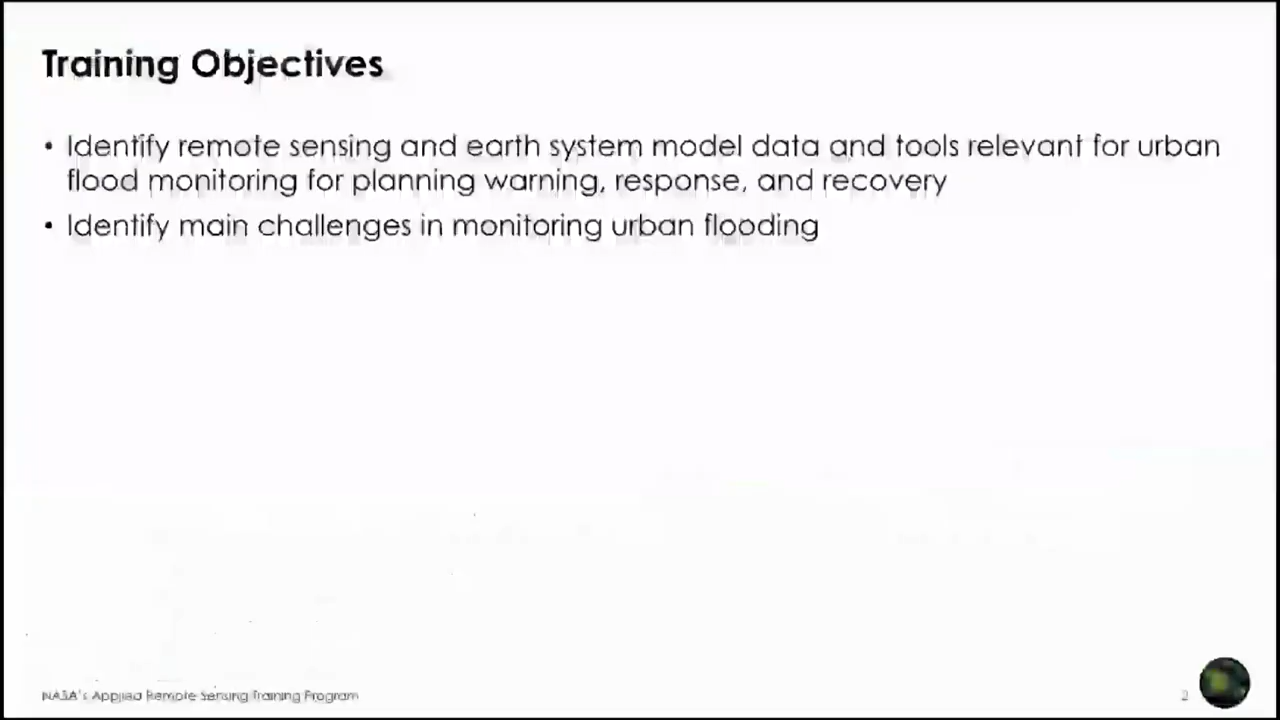 Training Objectives
• Identify remote sensing and earth system model data and tools relevant for urban
flood monitoring for planning warning, response, and recovery
• Identify main challenges in monitoring urban flooding
NASA's Applied Remote Sensing Training Program
2